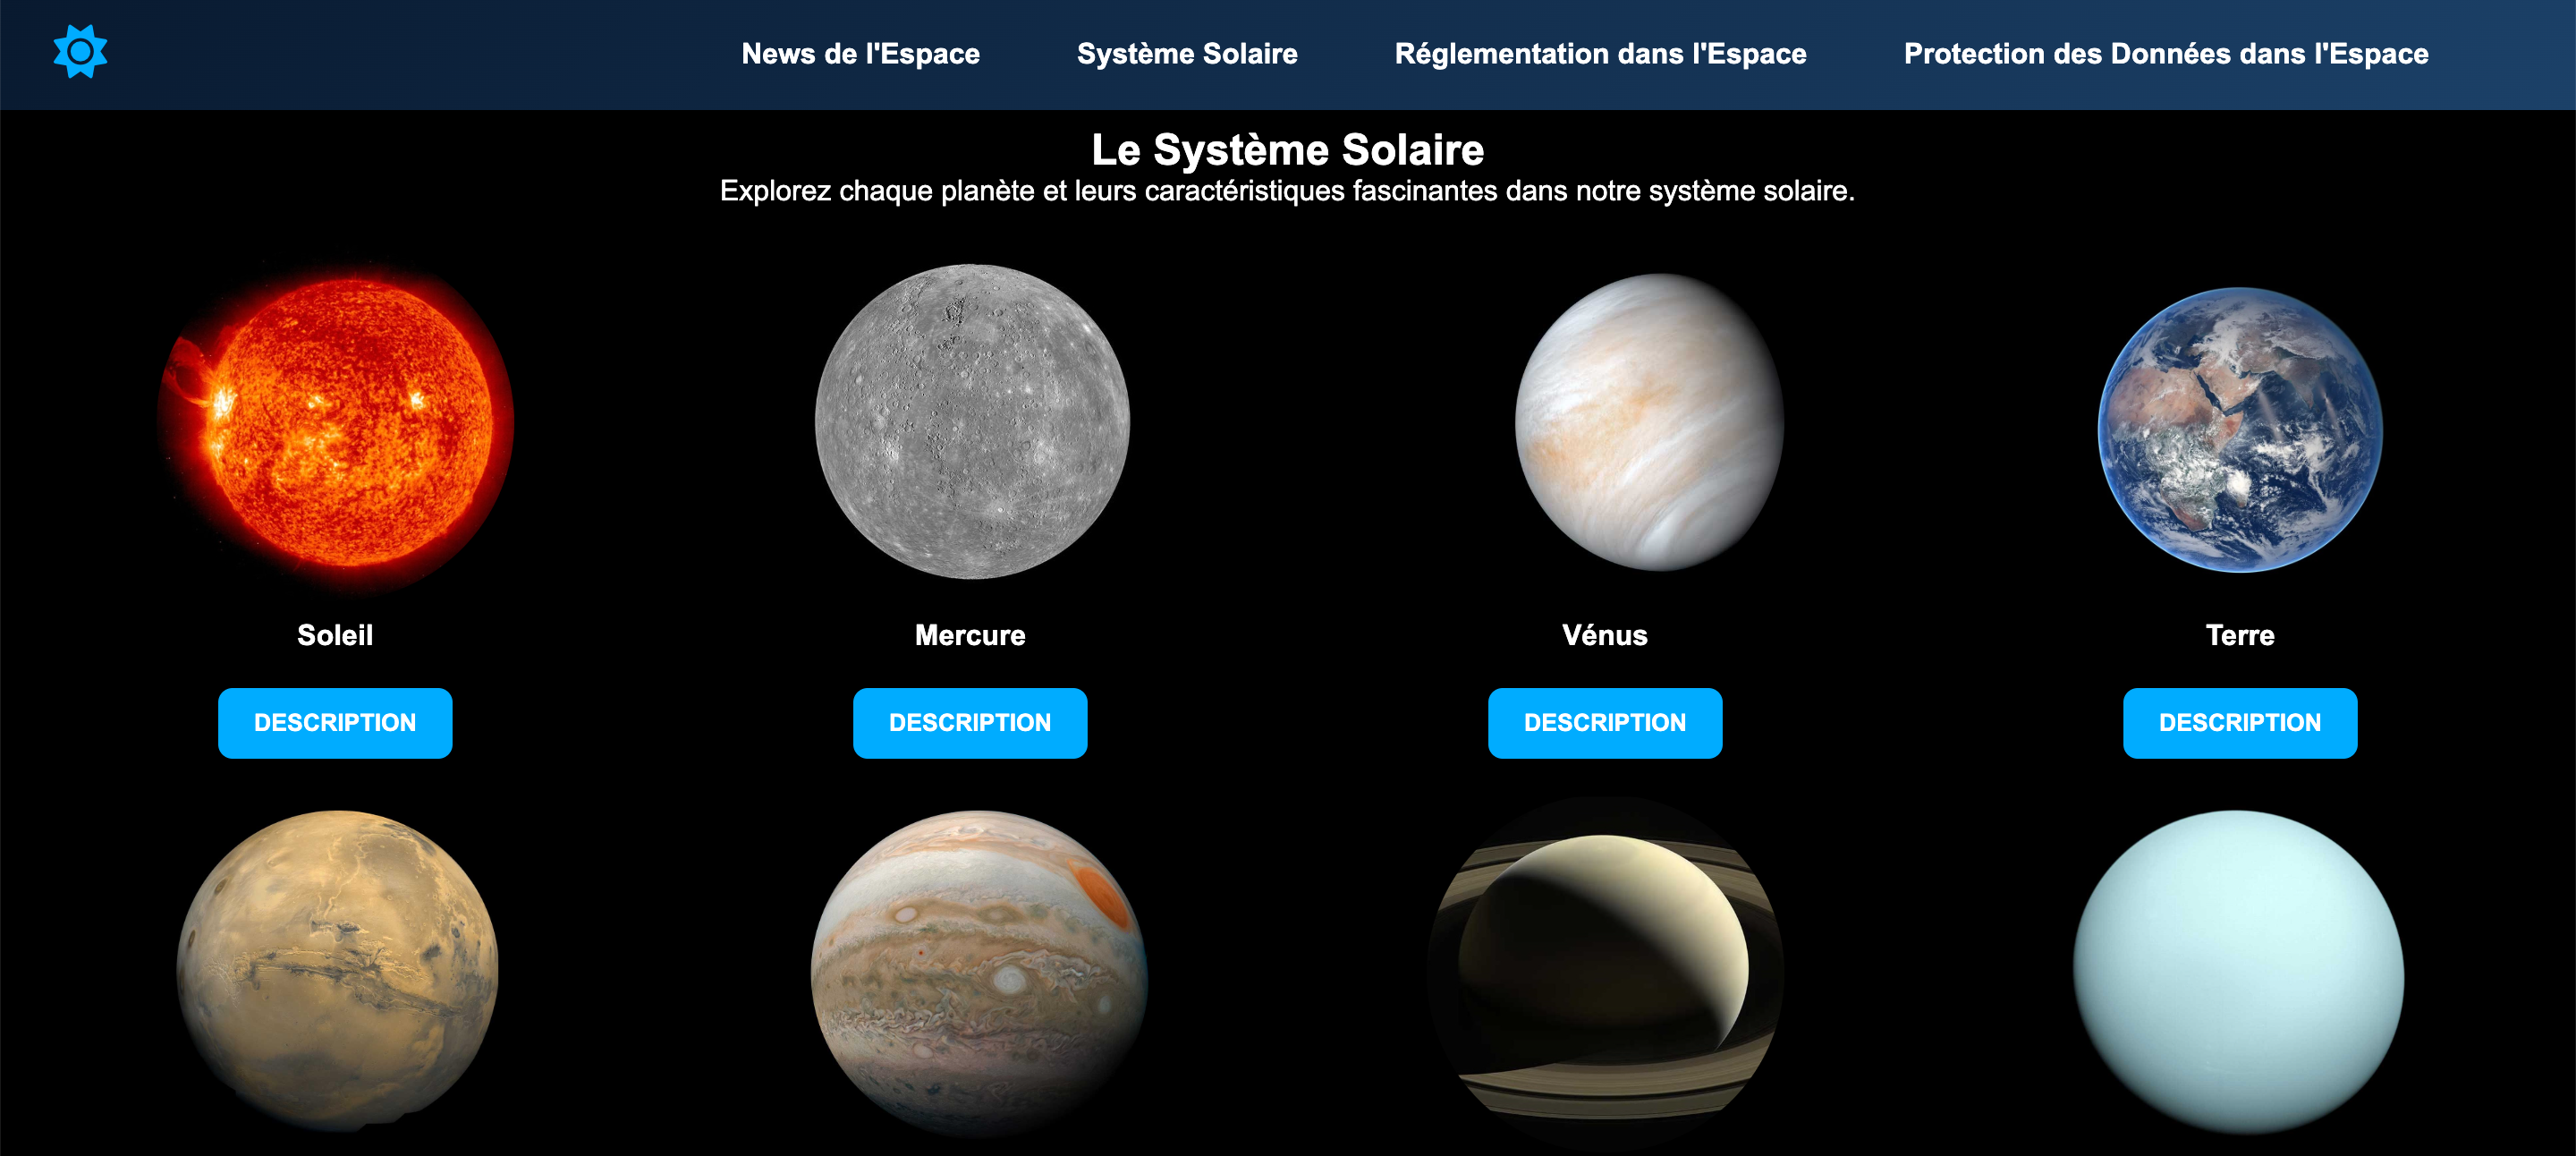 News de l'Espace
Système Solaire
Réglementation dans l'Espace
Protection des Données dans l'Espace
Le Système Solaire
Explorez chaque planète et leurs caractéristiques fascinantes dans notre système solaire.
Soleil
Mercure
Vénus
Terre
DESCRIPTION
DESCRIPTION
DESCRIPTION
DESCRIPTION